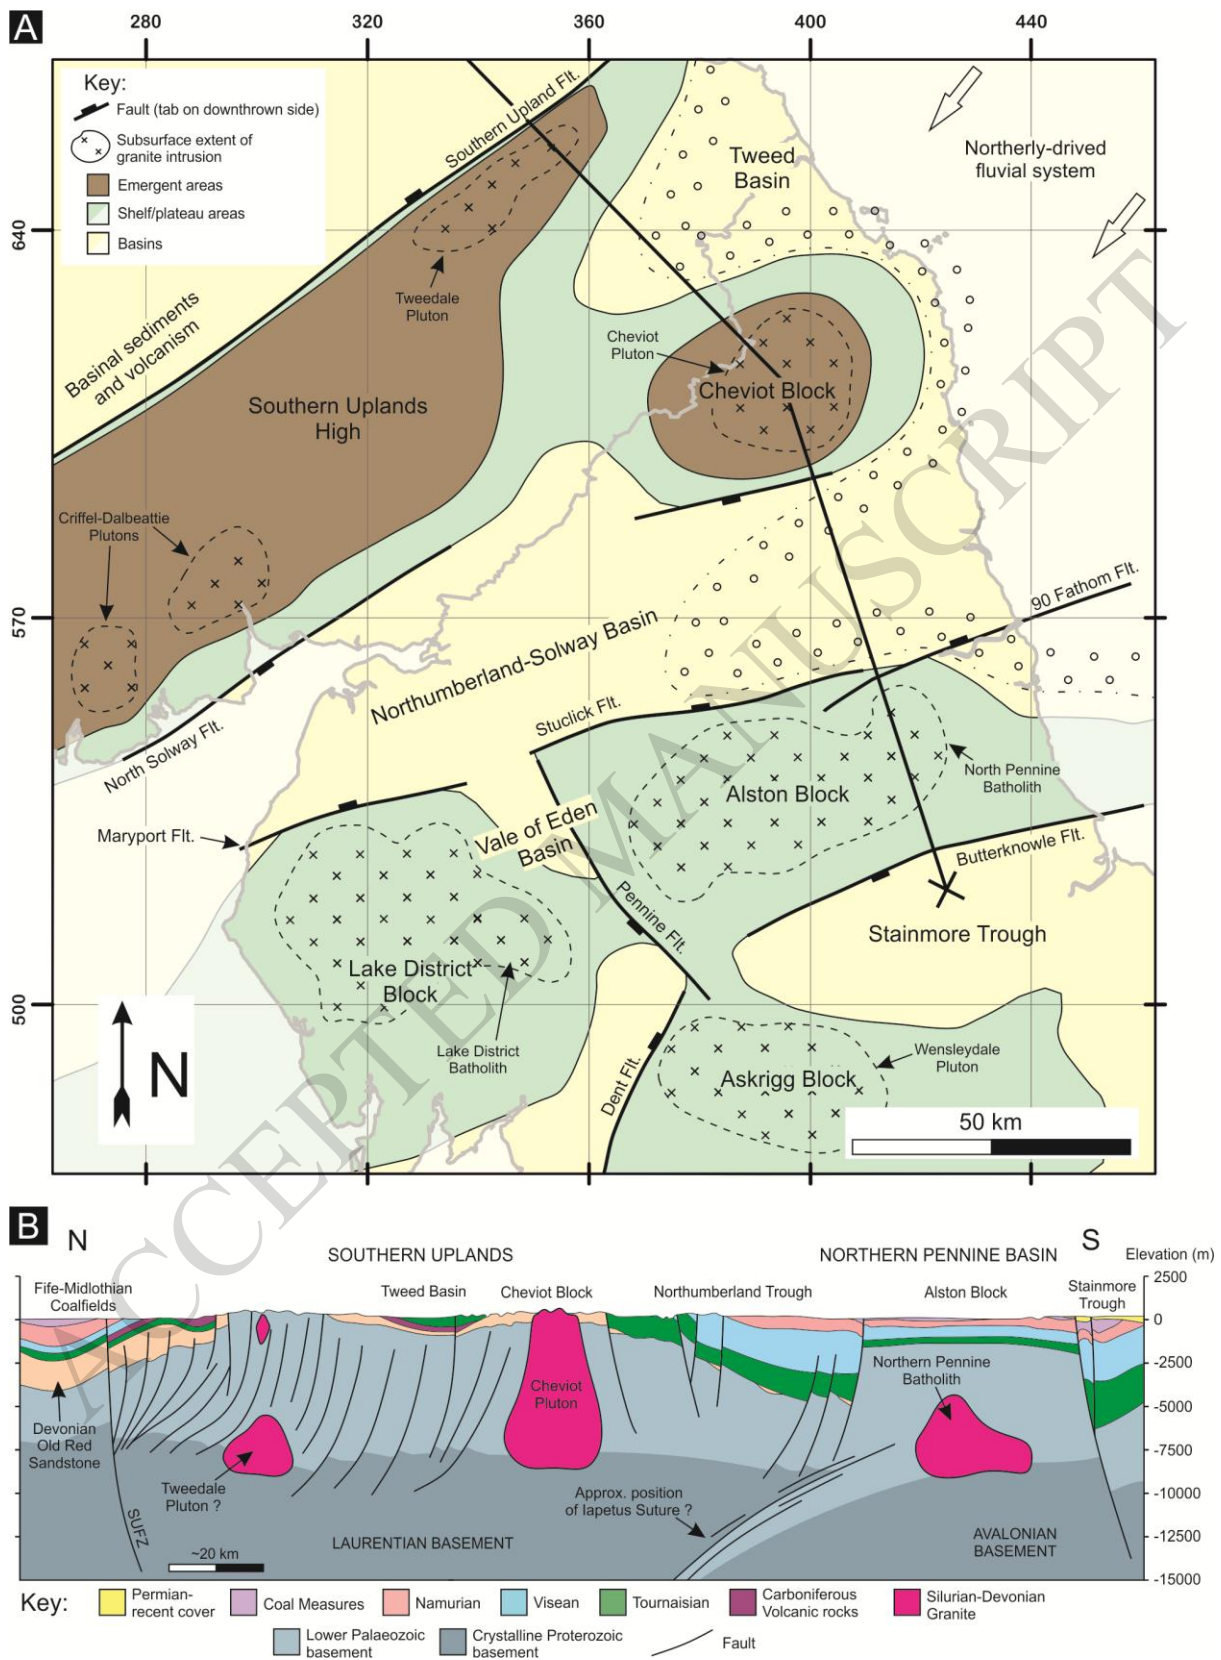 A
280 320 360 400 440
Key:
Fault (tab on downthrown side)
Subsurface extent of
granite intrusion
Emergent areas
Shelf/plateau areas
Basins
640
570
500
Southern Upland Flt.
Tweed
Basin
Northerly-drived
fluvial system
Tweedale
Pluton
Basinal sediments
and volcanism
Cheviot
Pluton
Cheviot Block
Southern Uplands
High
Criffel-Dalbeattie
Plutons
90 Fathom Flt.
Northumberland-Solway Basin
Stuclick Flt.
North Solway Flt.
North Pennine
Batholith
Alston Block
Maryport Flt.
Vale of Eden
Basin
Butterknowle Flt.
Pennine Flt.
Stainmore Trough
Lake District
Block
Lake District
Batholith
Wensleydale
Pluton
Askrigg Block
Dent Flt.
N
50 km
ACCEPTED MANUSCRIPT
B
N SOUTHERN UPLANDS NORTHERN PENNINE BASIN S Elevation (m)
Fife-Midlothian
Coalfields
Tweed Basin
Cheviot Block
Northumberland Trough
Alston Block
Stainmore
Trough
2500
0
-2500
-5000
-7500
-10000
-12500
-15000
Cheviot
Pluton
Northern Pennine
Batholith
Devonian
Old Red
Sandstone
Tweedale
Pluton ?
SUFZ
Approx. position
of Iapetus Suture ?
LAURENTIAN BASEMENT
AVALONIAN
BASEMENT
~20 km
Key:
Permian-
recent cover
Coal Measures
Namurian
Visean
Tournaisian
Carboniferous
Volcanic rocks
Silurian-Devonian
Granite
Lower Palaeozoic
basement
Crystalline Proterozoic
basement
Fault